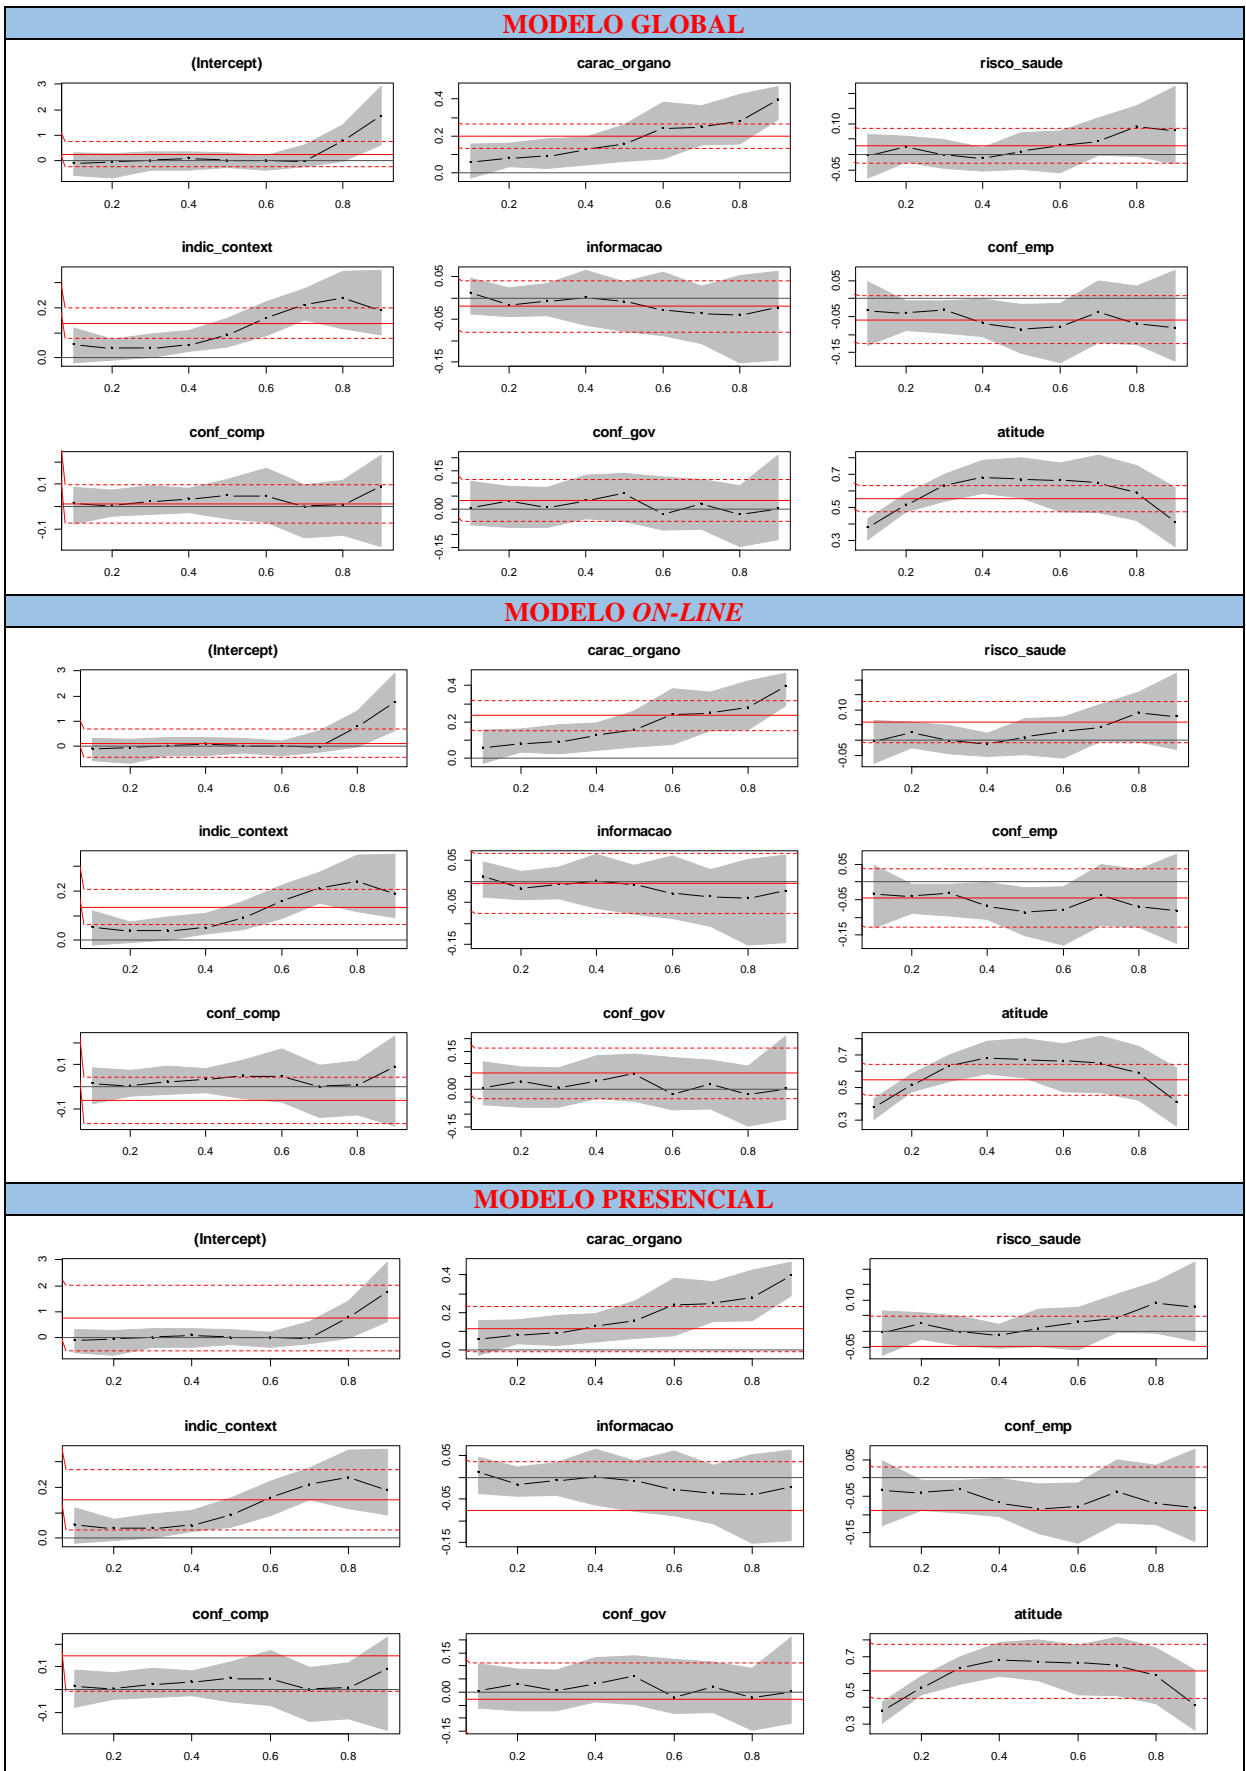 MODELO GLOBAL
(Intercept) carac_organo risco_saude
0 1 2 3 0.0 0.2 0.4 -0.05 0.10
0.2 0.4 0.6 0.8 0.2 0.4 0.6 0.8 0.2 0.4 0.6 0.8
indic_context informacao conf_emp
0.0 0.2 -0.15 -0.05 0.05 -0.15 -0.05 0.05
0.2 0.4 0.6 0.8 0.2 0.4 0.6 0.8 0.2 0.4 0.6 0.8
conf_comp conf_gov atitude
-0.1 0.1 -0.15 0.00 0.15 0.3 0.5 0.7
0.2 0.4 0.6 0.8 0.2 0.4 0.6 0.8 0.2 0.4 0.6 0.8
MODELO ON-LINE
(Intercept) carac_organo risco_saude
0 1 2 3 0.0 0.2 0.4 -0.05 0.10
0.2 0.4 0.6 0.8 0.2 0.4 0.6 0.8 0.2 0.4 0.6 0.8
indic_context informacao conf_emp
0.0 0.2 -0.15 -0.05 0.05 -0.15 -0.05 0.05
0.2 0.4 0.6 0.8 0.2 0.4 0.6 0.8 0.2 0.4 0.6 0.8
conf_comp conf_gov atitude
-0.1 0.1 -0.15 0.00 0.15 0.3 0.5 0.7
0.2 0.4 0.6 0.8 0.2 0.4 0.6 0.8 0.2 0.4 0.6 0.8
MODELO PRESENCIAL
(Intercept) carac_organo risco_saude
0 1 2 3 0.0 0.2 0.4 -0.05 0.10
0.2 0.4 0.6 0.8 0.2 0.4 0.6 0.8 0.2 0.4 0.6 0.8
indic_context informacao conf_emp
0.0 0.2 -0.15 -0.05 0.05 -0.15 -0.05 0.05
0.2 0.4 0.6 0.8 0.2 0.4 0.6 0.8 0.2 0.4 0.6 0.8
conf_comp conf_gov atitude
-0.1 0.1 -0.15 0.00 0.15 0.3 0.5 0.7
0.2 0.4 0.6 0.8 0.2 0.4 0.6 0.8 0.2 0.4 0.6 0.8